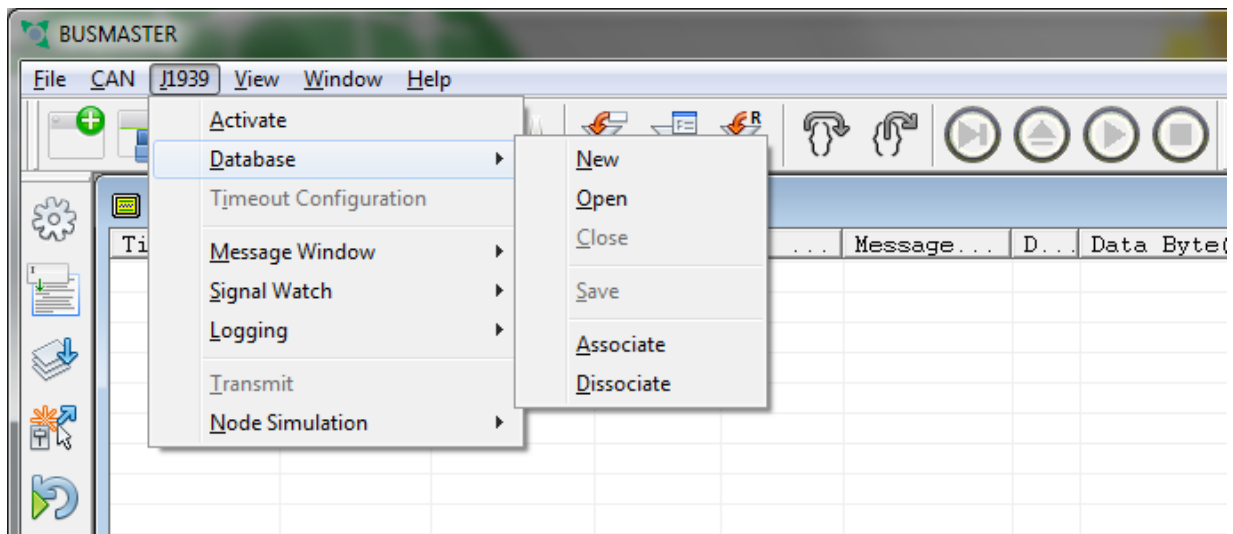 BUSMASTER
File CAN J1939 View Window Help
Activate
Database
Timeout Configuration
Message Window
Signal Watch
Logging
Transmit
Node Simulation
New
Open
Close
Save
Associate
Dissociate
R
Ti ... Message... D... Data Byte(